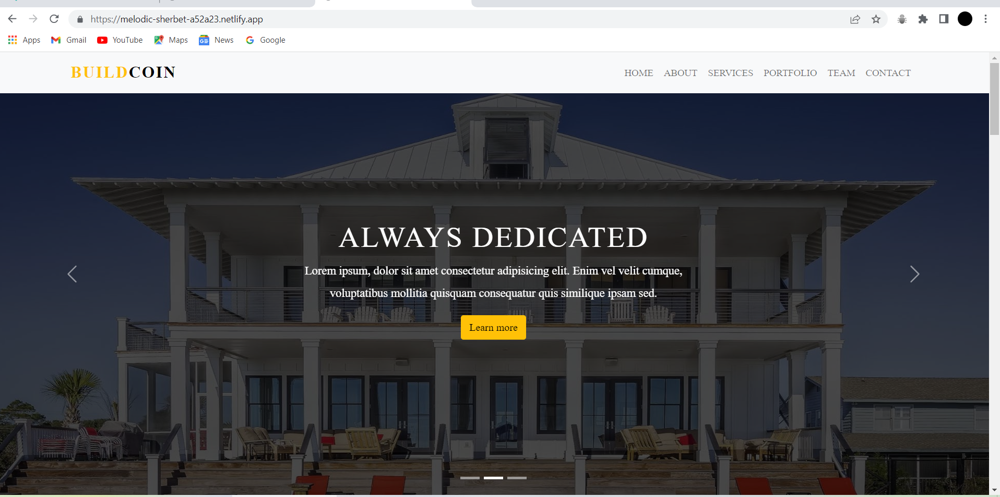 https://melodic-sherbet-a52a23.netlify.app
Apps Gmail YouTube Maps News Google
BUILDCOIN HOME ABOUT SERVICES PORTFOLIO TEAM CONTACT
ALWAYS DEDICATED
Lorem ipsum, dolor sit amet consectetur adipisicing elit. Enim vel velit cumque,
voluptatibus mollitia quisquam consequatur quis similique ipsam sed.
Learn more